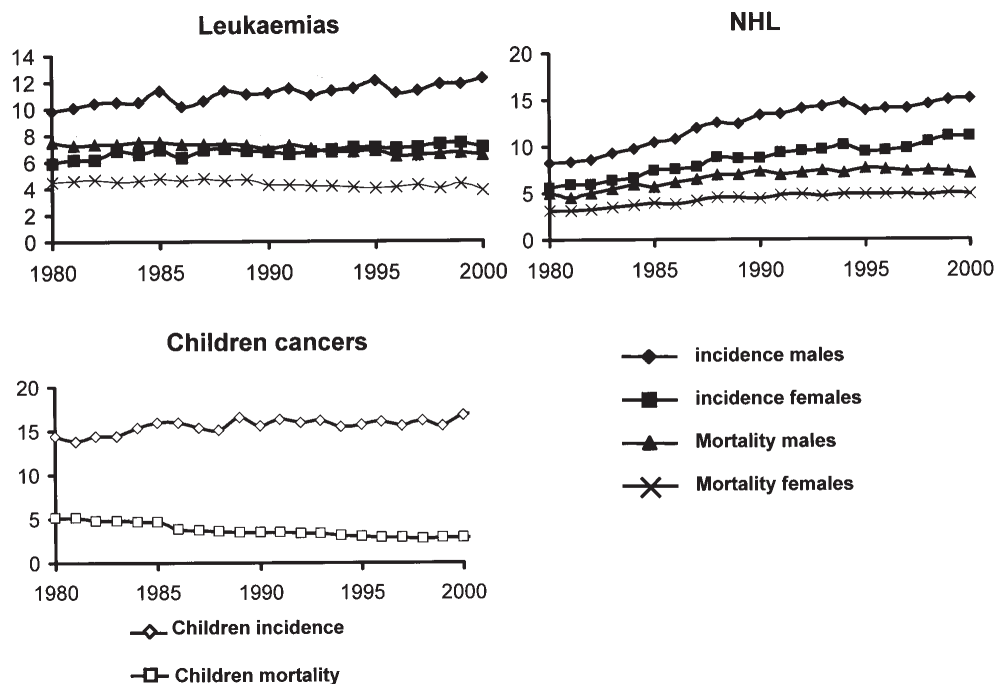 Leukaemias
14
12
10
8
6
4
2
0
1980 1985 1990 1995 2000
NHL
20
15
10
5
0
1980 1985 1990 1995 2000
Children cancers
20
15
10
5
0
1980 1985 1990 1995 2000
Children incidence
Children mortality
incidence males
incidence females
Mortality males
Mortality females